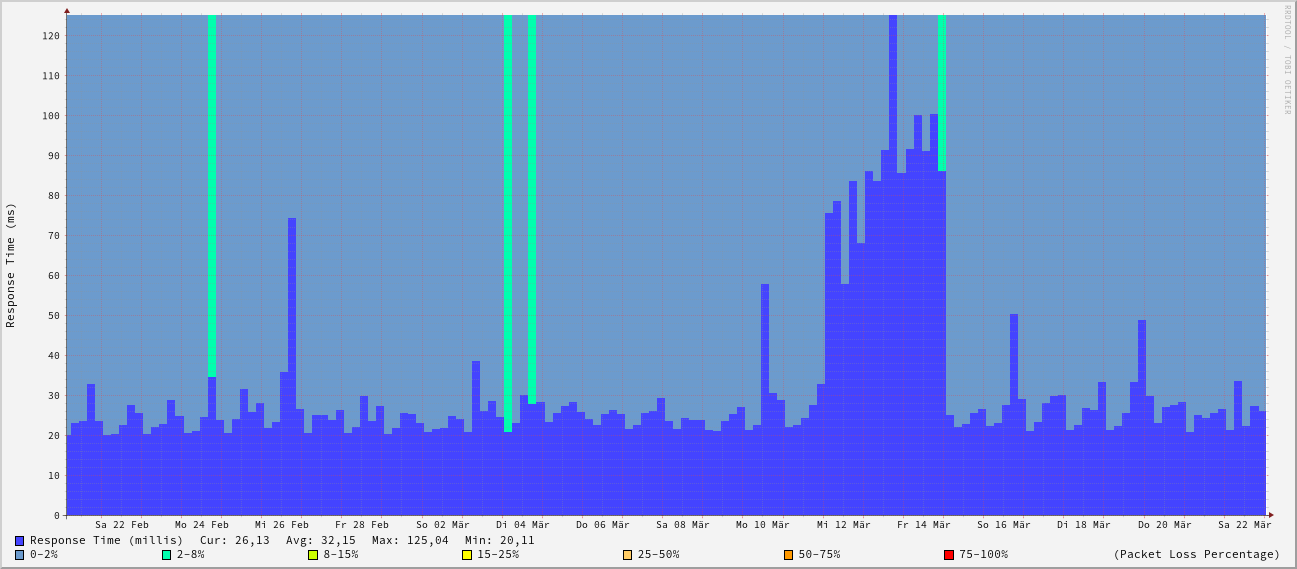 RRDTOOL / TOBI OETIKER
Response Time (ms)
120
110
100
90
80
70
60
50
40
30
20
10
0
Sa 22 Feb Mo 24 Feb Mi 26 Feb Fr 28 Feb So 02 Mär Di 04 Mär Do 06 Mär Sa 08 Mär Mo 10 Mär Mi 12 Mär Fr 14 Mär So 16 Mär Di 18 Mär Do 20 Mär Sa 22 Mär
Response Time (millis) Cur: 26,13 Avg: 32,15 Max: 125,04 Min: 20,11
0-2% 2-8% 8-15% 15-25% 25-50% 50-75% 75-100% (Packet Loss Percentage)